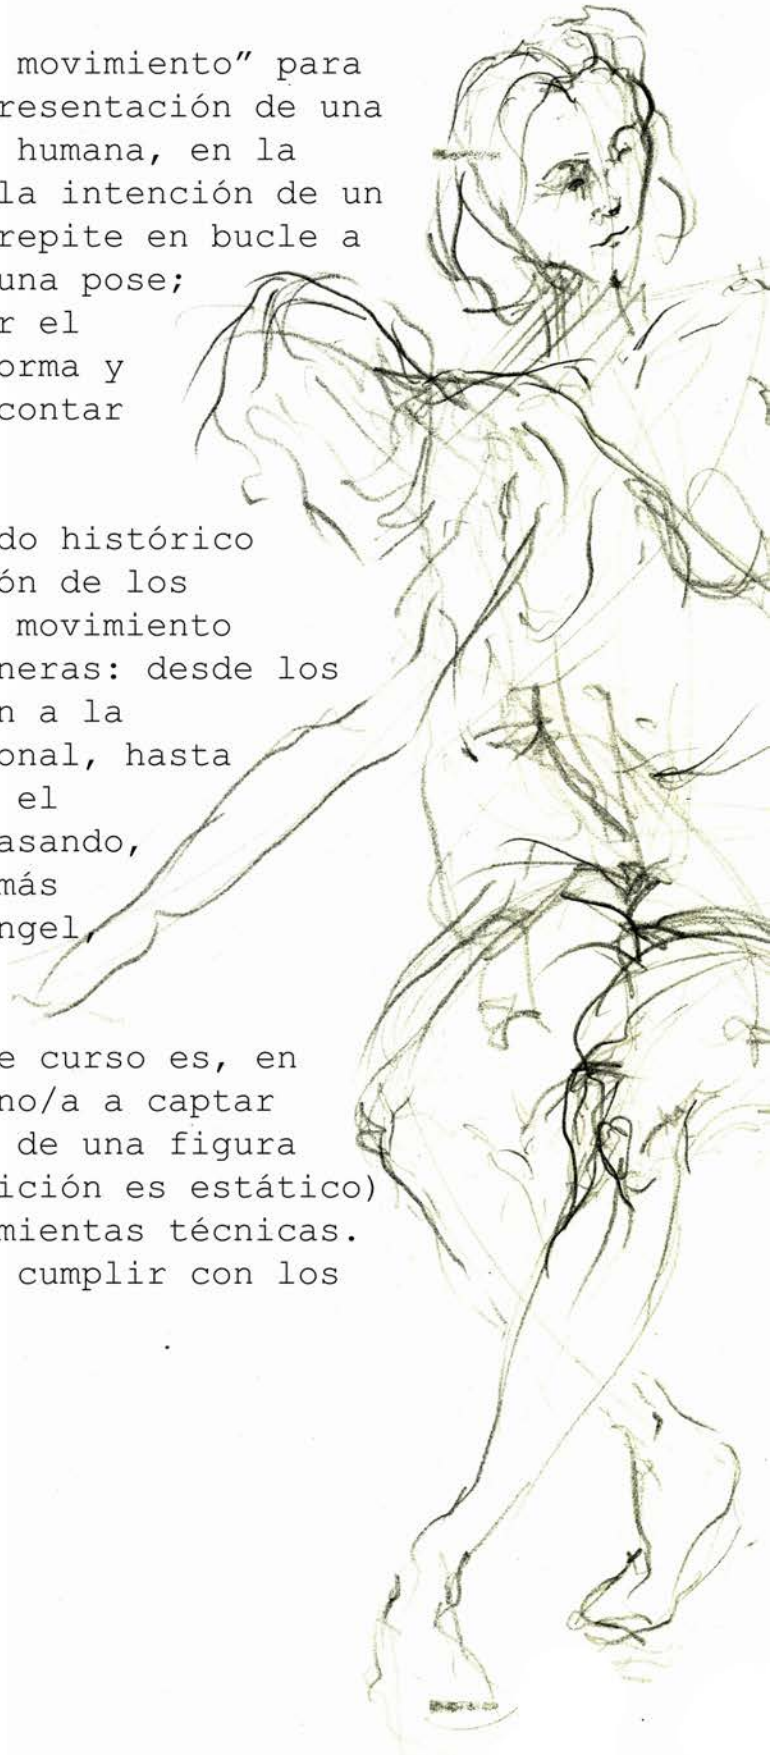 movimiento” para
resentación de una
humana, en la
la intención de un
repite en bucle a
una pose;
r el
orma y
contar
do histórico
ón de los
movimiento
neras: desde los
n a la
onal, hasta
el
asando,
más
ngel,
e curso es, en
no/a a captar
de una figura
ición es estático)
mientas técnicas.
cumplir con los